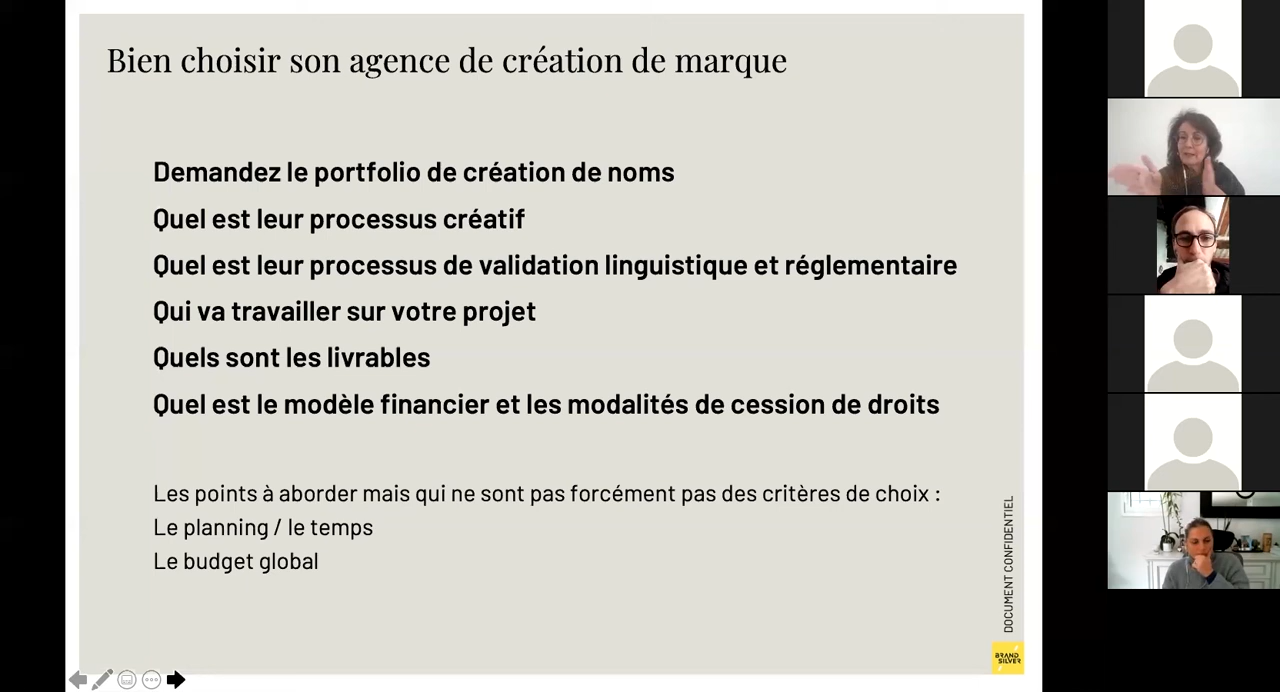 Bien choisir son agence de création de marque
Demandez le portfolio de création de noms
Quel est leur processus créatif
Quel est leur processus de validation linguistique et réglementaire
Qui va travailler sur votre projet
Quels sont les livrables
Quel est le modèle financier et les modalités de cession de droits
Les points à aborder mais qui ne sont pas forcément pas des critères de choix :
Le planning / le temps
Le budget global
DOCUMENT CONFIDENTIEL
BRAND
SILVER